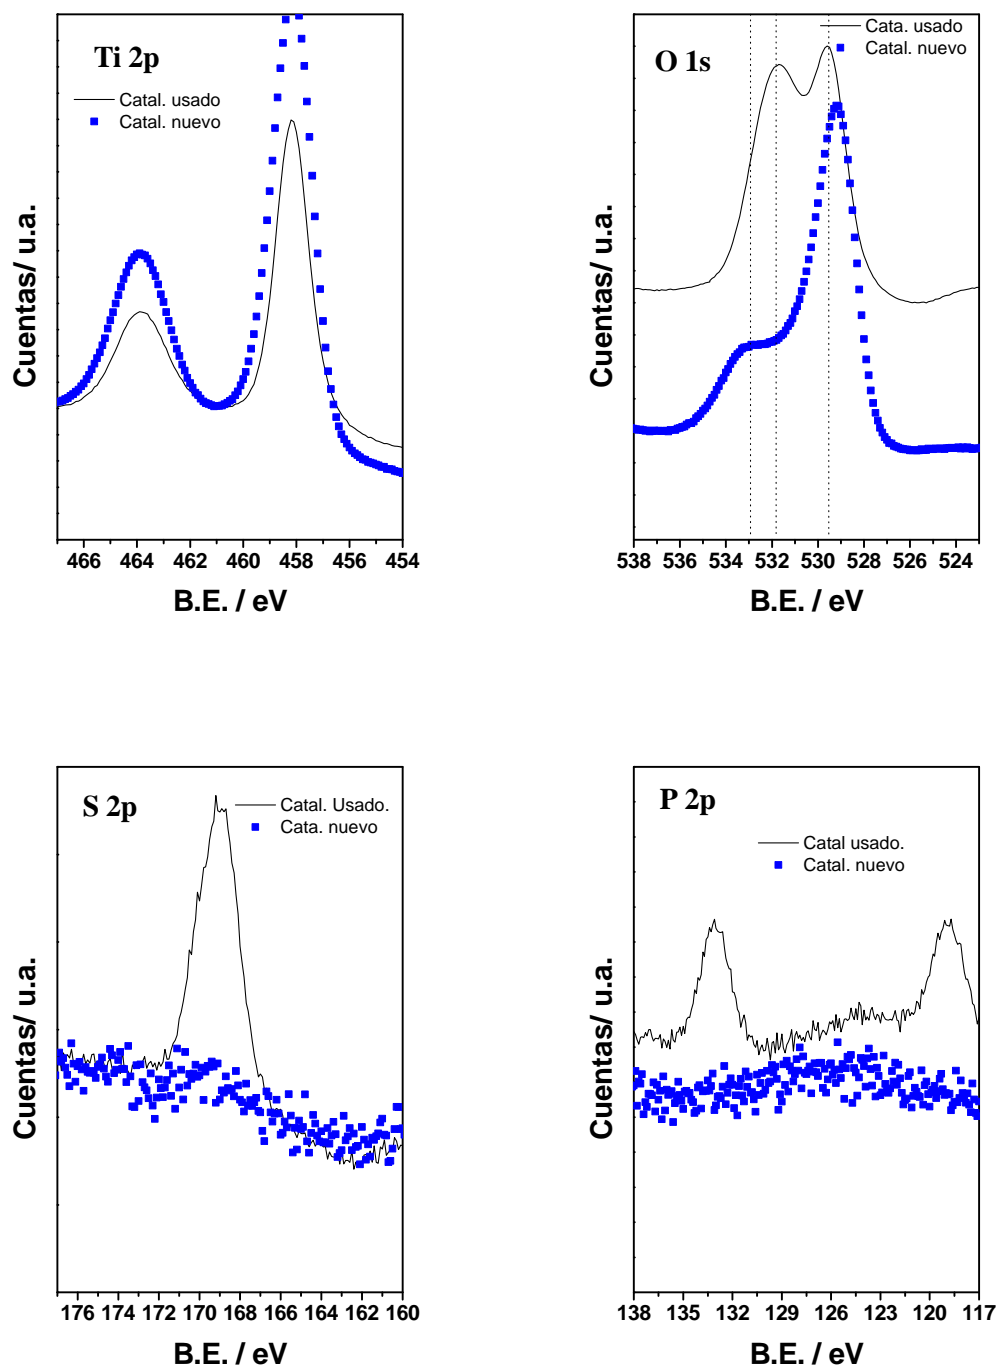 Ti 2p
Catal. usado
Catal. nuevo
Cuentas/ u.a.
466 464 462 460 458 456 454
B.E. / eV
O 1s
Cata. usado
Catal. nuevo
Cuentas/ u.a.
538 536 534 532 530 528 526 524
B.E. / eV
S 2p
Catal. Usado.
Cata. nuevo
Cuentas/ u.a.
176 174 172 170 168 166 164 162 160
B.E. / eV
P 2p
Catal usado.
Catal. nuevo
Cuentas/ u.a.
138 135 132 129 126 123 120 117
B.E. / eV